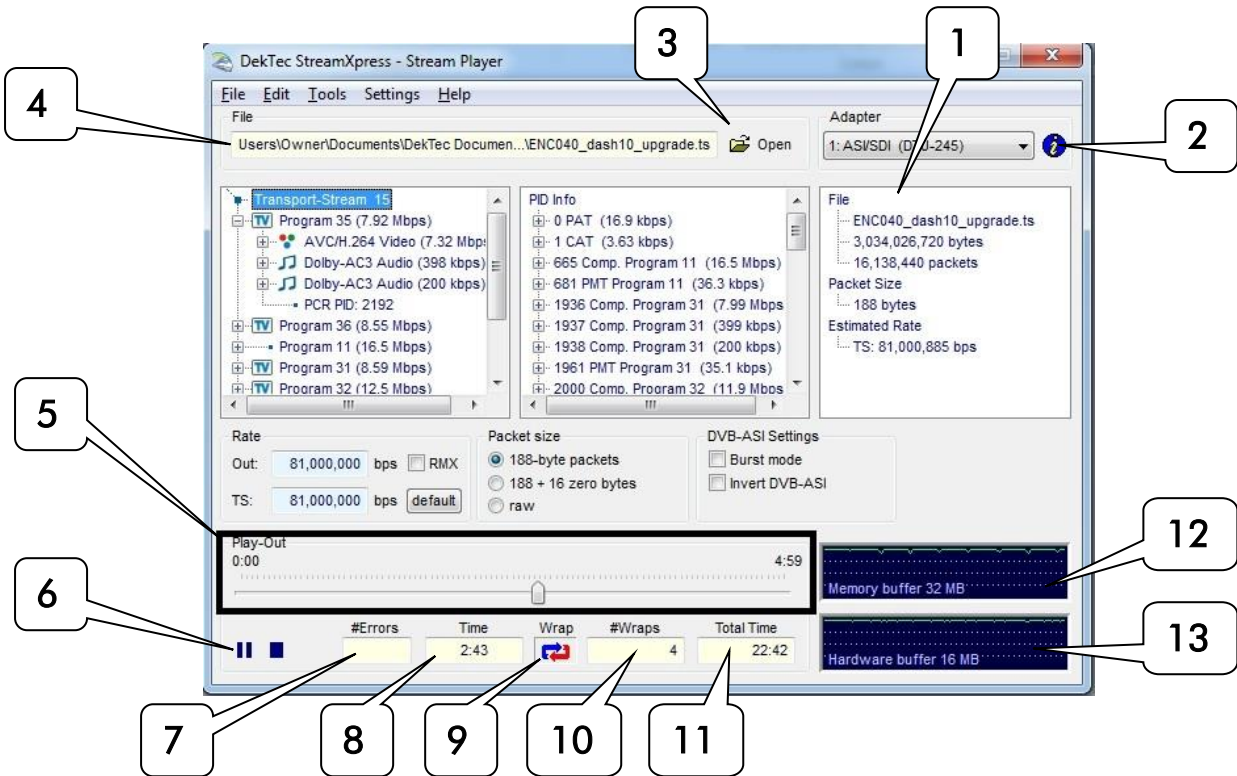 3
1
DekTec StreamXpress - Stream Player
4
File Edit Tools Settings Help
File
Adapter
2
Users\Owner\Documents\DekTec Documen...\ENC040_dash10_upgrade.ts
Open
1: ASI/SDI (DTU-245)
Transport-Stream 15
Program 35 (7.92 Mbps)
AVC/H.264 Video (7.32 Mbp
Dolby-AC3 Audio (398 kbps)
Dolby-AC3 Audio (200 kbps)
PCR PID: 2192
Program 36 (8.55 Mbps)
Program 11 (16.5 Mbps)
Program 31 (8.59 Mbps)
Program 32 (12.5 Mbps)
PID Info
0 PAT (16.9 kbps)
1 CAT (3.63 kbps)
665 Comp. Program 11 (16.5 Mbps)
681 PMT Program 11 (36.3 kbps)
1936 Comp. Program 31 (7.99 Mbps
1937 Comp. Program 31 (399 kbps)
1938 Comp. Program 31 (200 kbps)
1961 PMT Program 31 (35.1 kbps)
2000 Comp. Program 32 (11.9 Mbps
File
ENC040_dash10_upgrade.ts
3,034,026,720 bytes
16,138,440 packets
Packet Size
188 bytes
Estimated Rate
TS: 81,000,885 bps
5
Rate
Out: 81,000,000 bps RMX
TS: 81,000,000 bps default
Packet size
188-byte packets
188 + 16 zero bytes
raw
DVB-ASI Settings
Burst mode
Invert DVB-ASI
Play-Out
0:00 4:59
12
Memory buffer 32 MB
6
#Errors Time Wrap #Wraps Total Time
2:43 4 22:42
13
Hardware buffer 16 MB
7 8 9 10 11